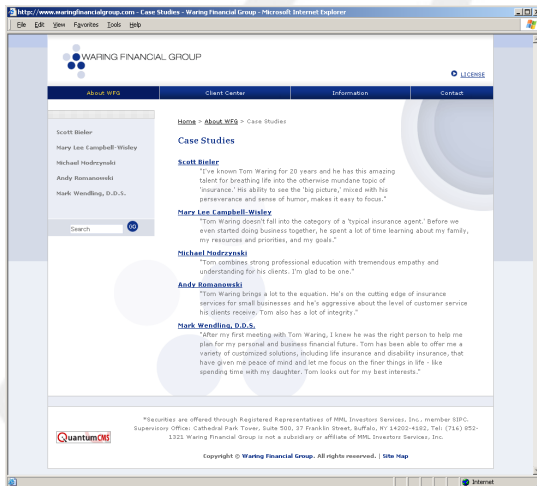 http://www.waringfinancialgroup.com - Case Studies - Waring Financial Group - Microsoft Internet Explorer
File Edit View Favorites Tools Help
WARING FINANCIAL GROUP
LICENSE
About WFG Client Center Information Contact
Home > About WFG > Case Studies
Case Studies
Scott Bieler
Mary Lee Campbell-Wisley
Michael Modrzynski
Andy Romanowski
Mark Wendling, D.D.S.
Search GO
Scott Bieler
"I've known Tom Waring for 20 years and he has this amazing
talent for breathing life into the otherwise mundane topic of
'insurance.' His ability to see the 'big picture,' mixed with his
perseverance and sense of humor, makes it easy to focus."
Mary Lee Campbell-Wisley
"Tom Waring doesn't fall into the category of a 'typical insurance agent.' Before we
even started doing business together, he spent a lot of time learning about my family,
my resources and priorities, and my goals."
Michael Modrzynski
"Tom combines strong professional education with tremendous empathy and
understanding for his clients. I'm glad to be one."
Andy Romanowski
"Tom Waring brings a lot to the equation. He's on the cutting edge of insurance
services for small businesses and he's aggressive about the level of customer service
his clients receive. Tom also has a lot of integrity."
Mark Wendling, D.D.S.
"After my first meeting with Tom Waring, I knew he was the right person to help me
plan for my personal and business financial future. Tom has been able to offer me a
variety of customized solutions, including life insurance and disability insurance, that
have given me peace of mind and let me focus on the finer things in life - like
spending time with my daughter. Tom looks out for my best interests."
QuantumCMS
*Securities are offered through Registered Representatives of MML Investors Services, Inc., member SIPC.
Supervisory Office: Cathedral Park Tower, Suite 500, 37 Franklin Street, Buffalo, NY 14202-4182, Tel: (716) 852-
1321 Waring Financial Group is not a subsidiary or affiliate of MML Investors Services, Inc.
Copyright © Waring Financial Group. All rights reserved. | Site Map
Internet